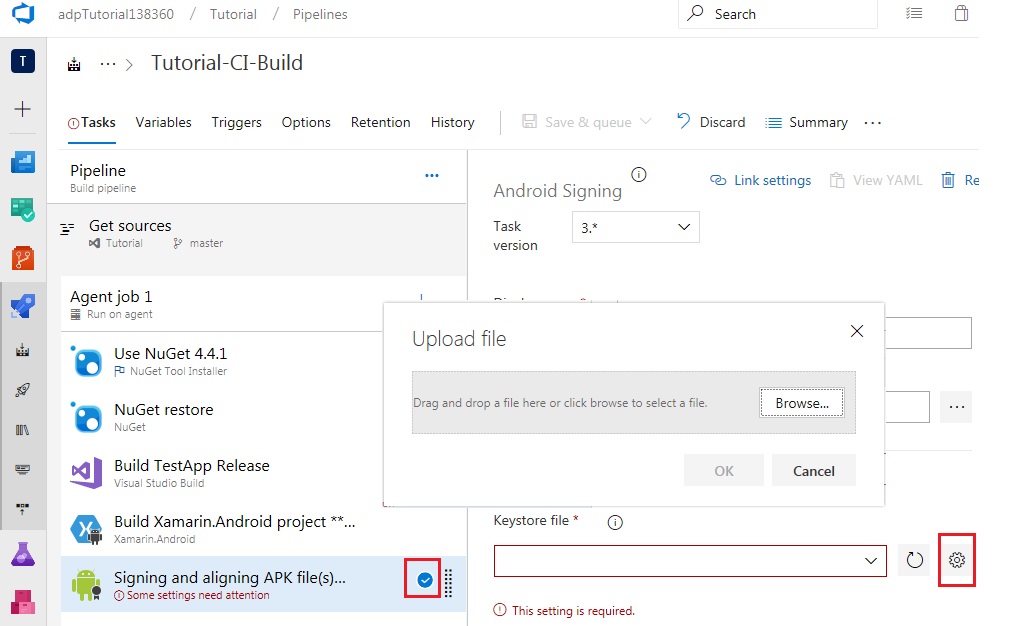 adpTutorial138360 / Tutorial / Pipelines
Search
T
Tutorial-CI-Build
Tasks
Variables
Triggers
Options
Retention
History
Save & queue
Discard
Summary
Pipeline
Build pipeline
Get sources
Tutorial
master
Agent job 1
Run on agent
Use NuGet 4.4.1
NuGet Tool Installer
NuGet restore
NuGet
Build TestApp Release
Visual Studio Build
Build Xamarin.Android project **...
Xamarin.Android
Signing and aligning APK file(s)...
Some settings need attention
Android Signing
Link settings
View YAML
Re
Task
version
3.*
Upload file
Drag and drop a file here or click browse to select a file.
Browse...
OK
Cancel
Keystore file *
This setting is required.